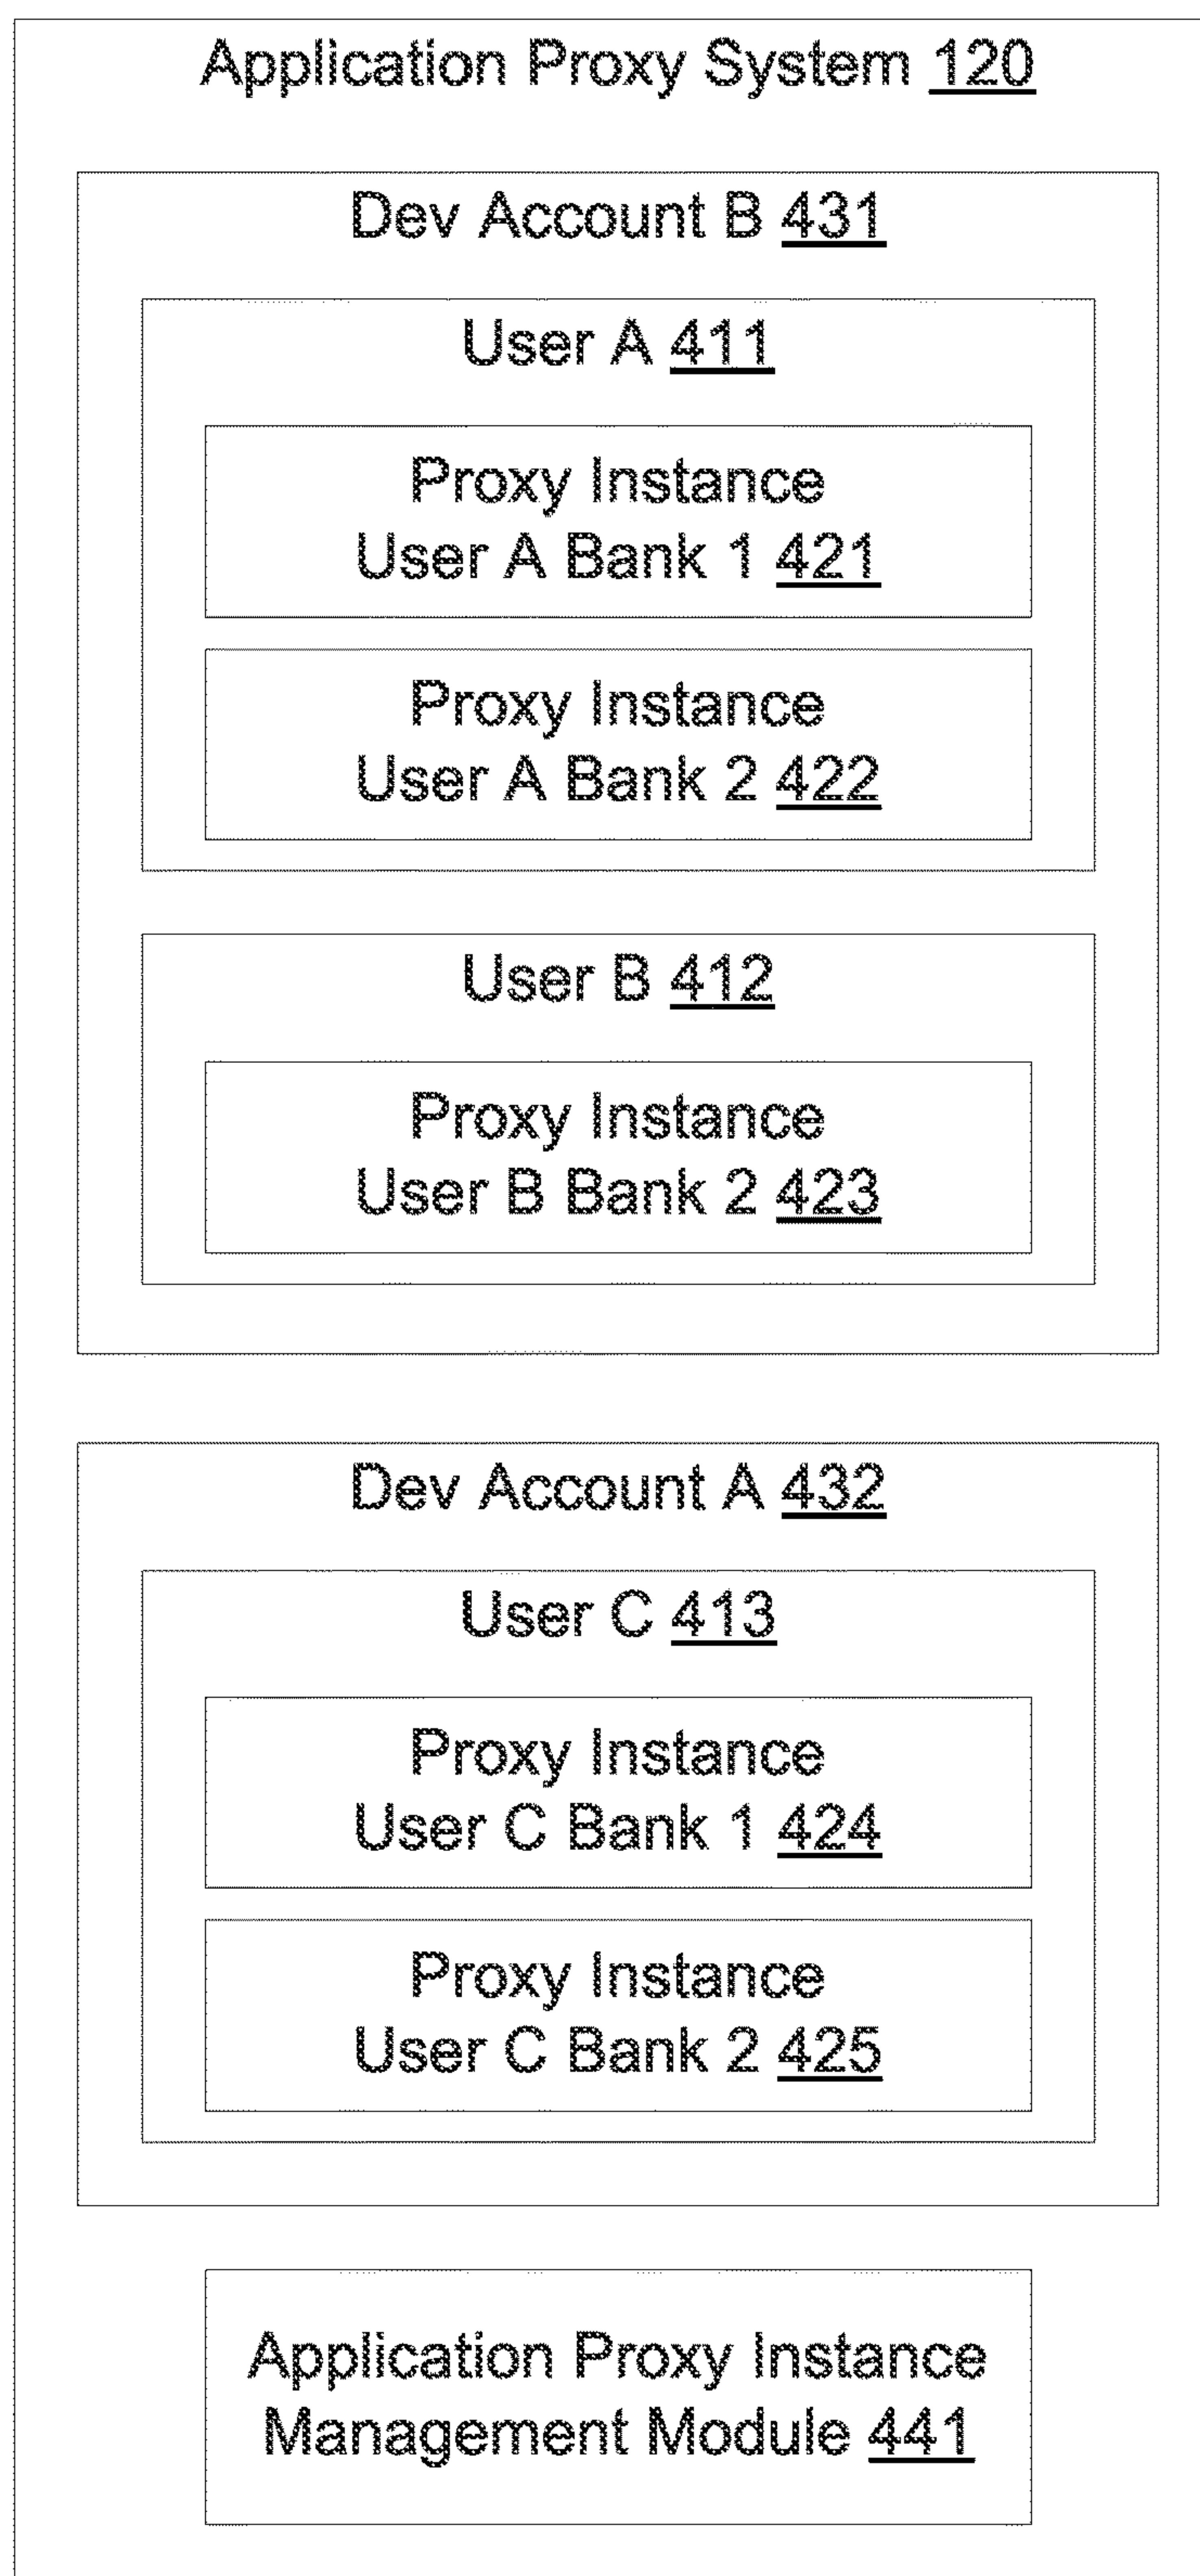 Application Proxy System 120
Dev Account B 431
User A 411
Proxy Instance
User A Bank 1 421
Proxy Instance
User A Bank 2 422
User B 412
Proxy Instance
User B Bank 2 423
Dev Account A 432
User C 413
Proxy Instance
User C Bank 1 424
Proxy Instance
User C Bank 2 425
Application Proxy Instance
Management Module 441